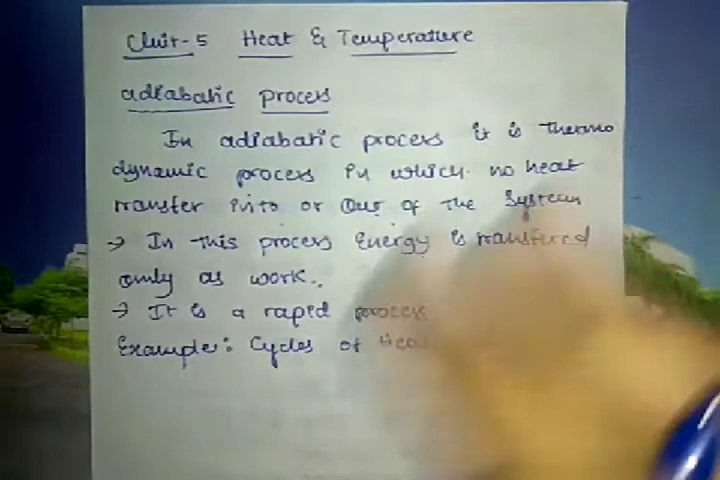 Unit-5 Heat & Temperature
adiabatic process
In adiabatic process it is Thermo
dynamic process in which no heat
transfer into or Out of the System
→ In this process Energy is transfered
only as work..
→ It is a rapid process
Example: Cycles of Hea